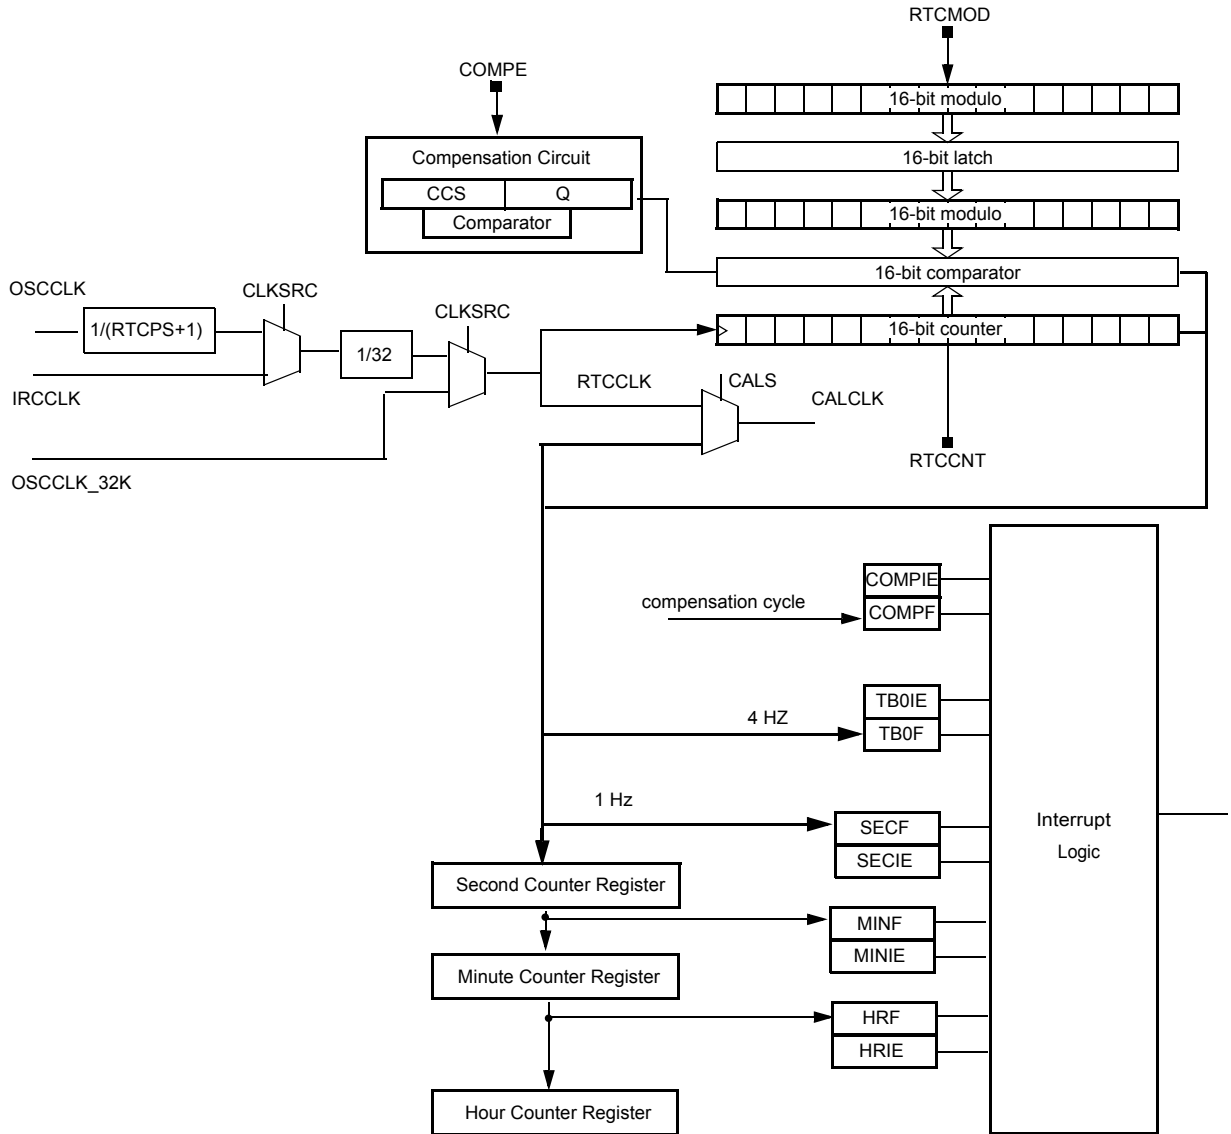 RTCMOD
COMPE
16-bit modulo
Compensation Circuit
16-bit latch
CCS
Q
Comparator
16-bit modulo
16-bit comparator
OSCCLK
CLKSRC
CLKSRC
1/(RTCPS+1)
16-bit counter
1/32
IRCCLK
RTCCLK
CALS
CALCLK
RTCCNT
OSCCLK_32K
COMPIE
compensation cycle
COMPF
TB0IE
4 HZ
TB0F
1 Hz
SECF
SECIE
Interrupt
Logic
Second Counter Register
MINF
MINIE
Minute Counter Register
HRF
HRIE
Hour Counter Register